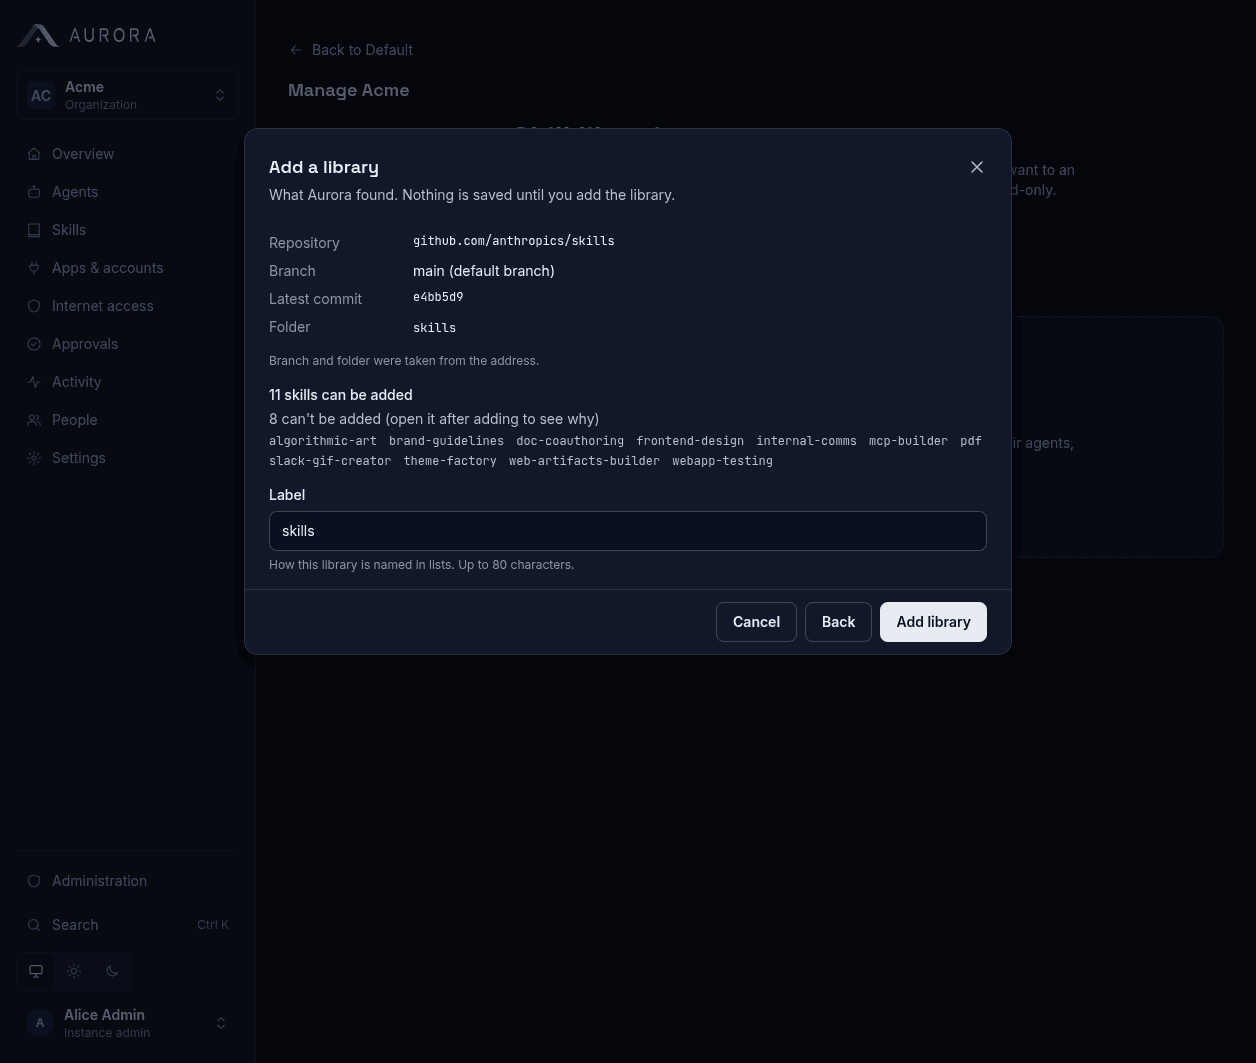 AURORA
Back to Default
AC
Acme
Organization
Manage Acme
Overview
Agents
Skills
Apps & accounts
Internet access
Approvals
Activity
People
Settings
want to an
d-only.
ir agents,
Add a library
What Aurora found. Nothing is saved until you add the library.
Repository github.com/anthropics/skills
Branch main (default branch)
Latest commit e4bb5d9
Folder skills
Branch and folder were taken from the address.
11 skills can be added
8 can't be added (open it after adding to see why)
algorithmic-art brand-guidelines doc-coauthoring frontend-design internal-comms mcp-builder pdf
slack-gif-creator theme-factory web-artifacts-builder webapp-testing
Label
skills
How this library is named in lists. Up to 80 characters.
Cancel Back Add library
Administration
Search Ctrl K
A
Alice Admin
Instance admin